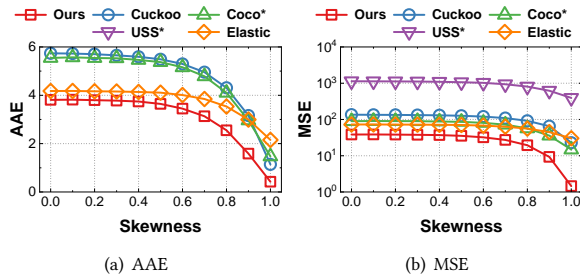 Ours Cuckoo Coco*
USS* Elastic
6
4
2
0
AAE
0.0 0.2 0.4 0.6 0.8 1.0
Skewness
(a) AAE
Ours Cuckoo Coco*
USS* Elastic
10⁴
10³
10²
10¹
10⁰
MSE
0.0 0.2 0.4 0.6 0.8 1.0
Skewness
(b) MSE